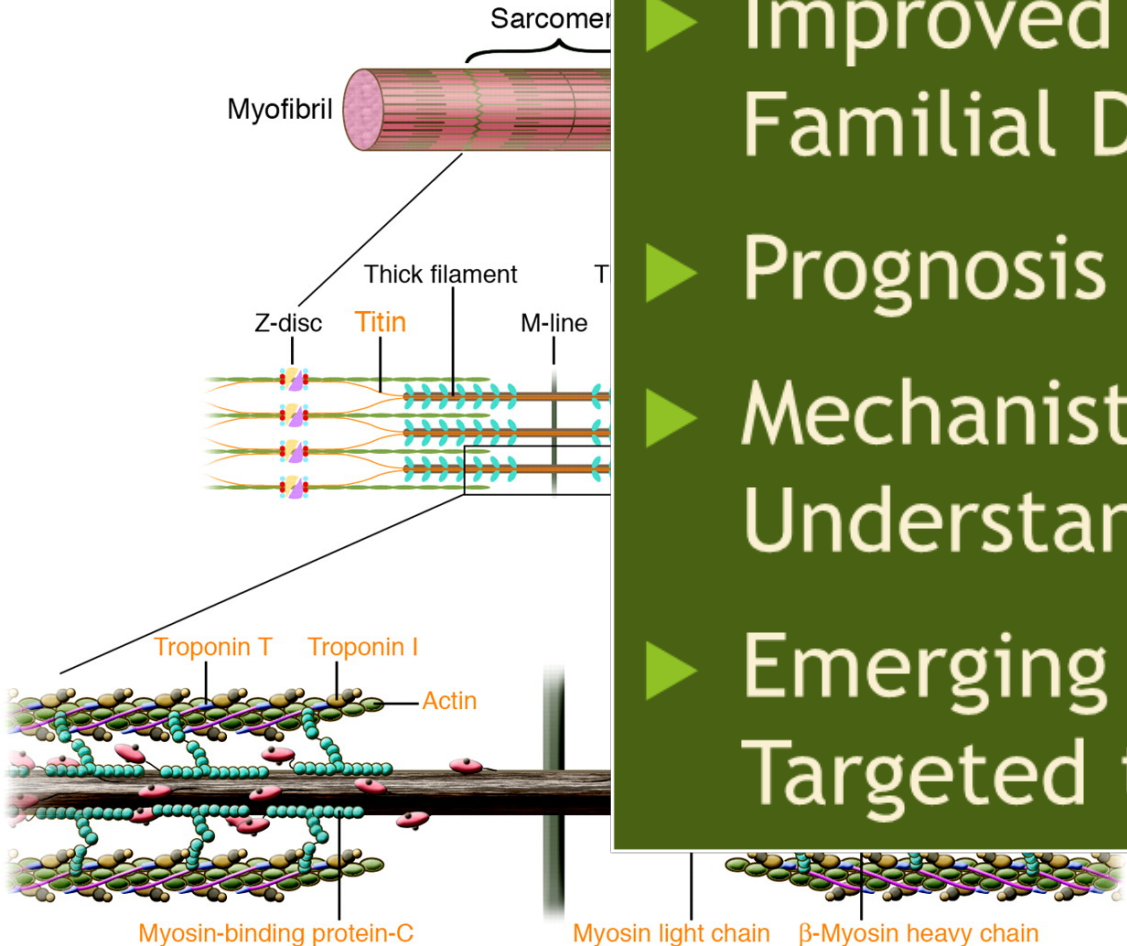 Sarcomer
Myofibril
Thick filament
T
Z-disc
Titin
M-line
Troponin T
Troponin I
Actin
Myosin-binding protein-C
Myosin light chain
β-Myosin heavy chain
Improved
Familial D
Prognosis
Mechanist
Understan
Emerging
Targeted